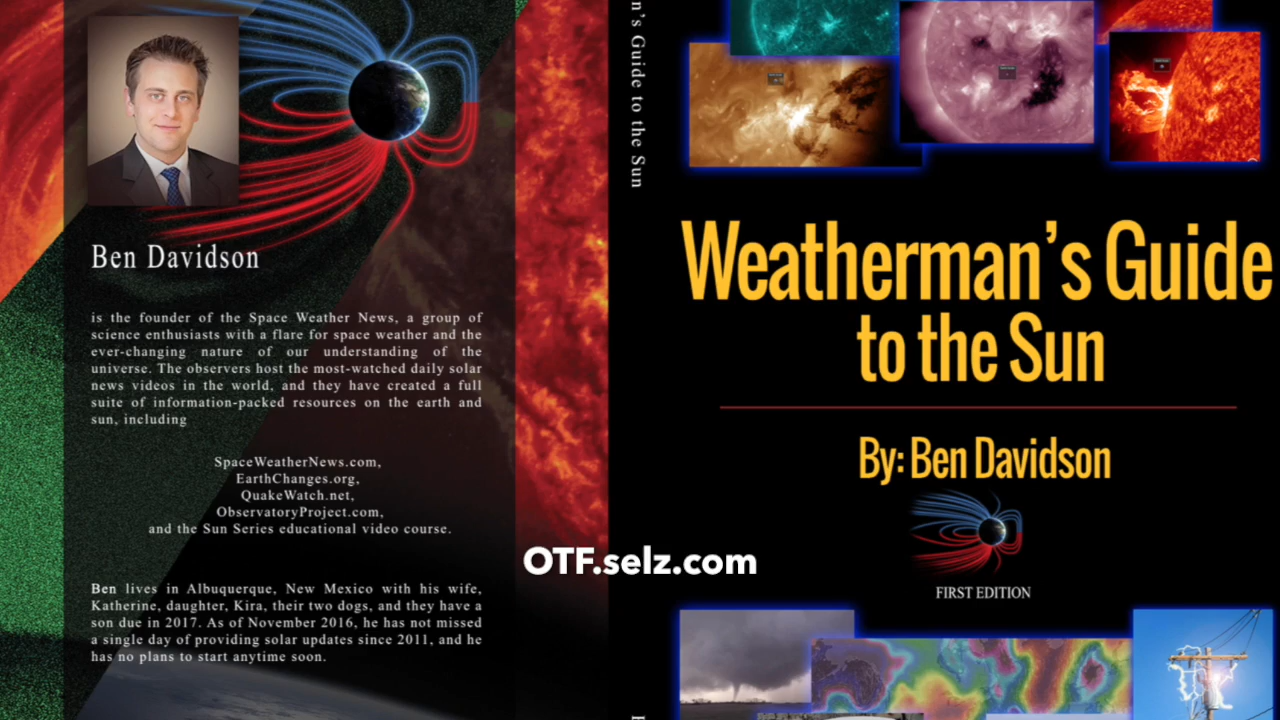 Ben Davidson
is the founder of the Space Weather News, a group of
science enthusiasts with a flare for space weather and the
ever-changing nature of our understanding of the
universe. The observers host the most-watched daily solar
news videos in the world, and they have created a full
suite of information-packed resources on the earth and
sun, including
SpaceWeatherNews.com,
EarthChanges.org,
QuakeWatch.net,
ObservatoryProject.com,
and the Sun Series educational video course.
Ben lives in Albuquerque, New Mexico with his wife,
Katherine, daughter, Kira, their two dogs, and they have a
son due in 2017. As of November 2016, he has not missed
a single day of providing solar updates since 2011, and he
has no plans to start anytime soon.
n's Guide to the Sun
OTF.selz.com
Weatherman's Guide
to the Sun
By: Ben Davidson
FIRST EDITION